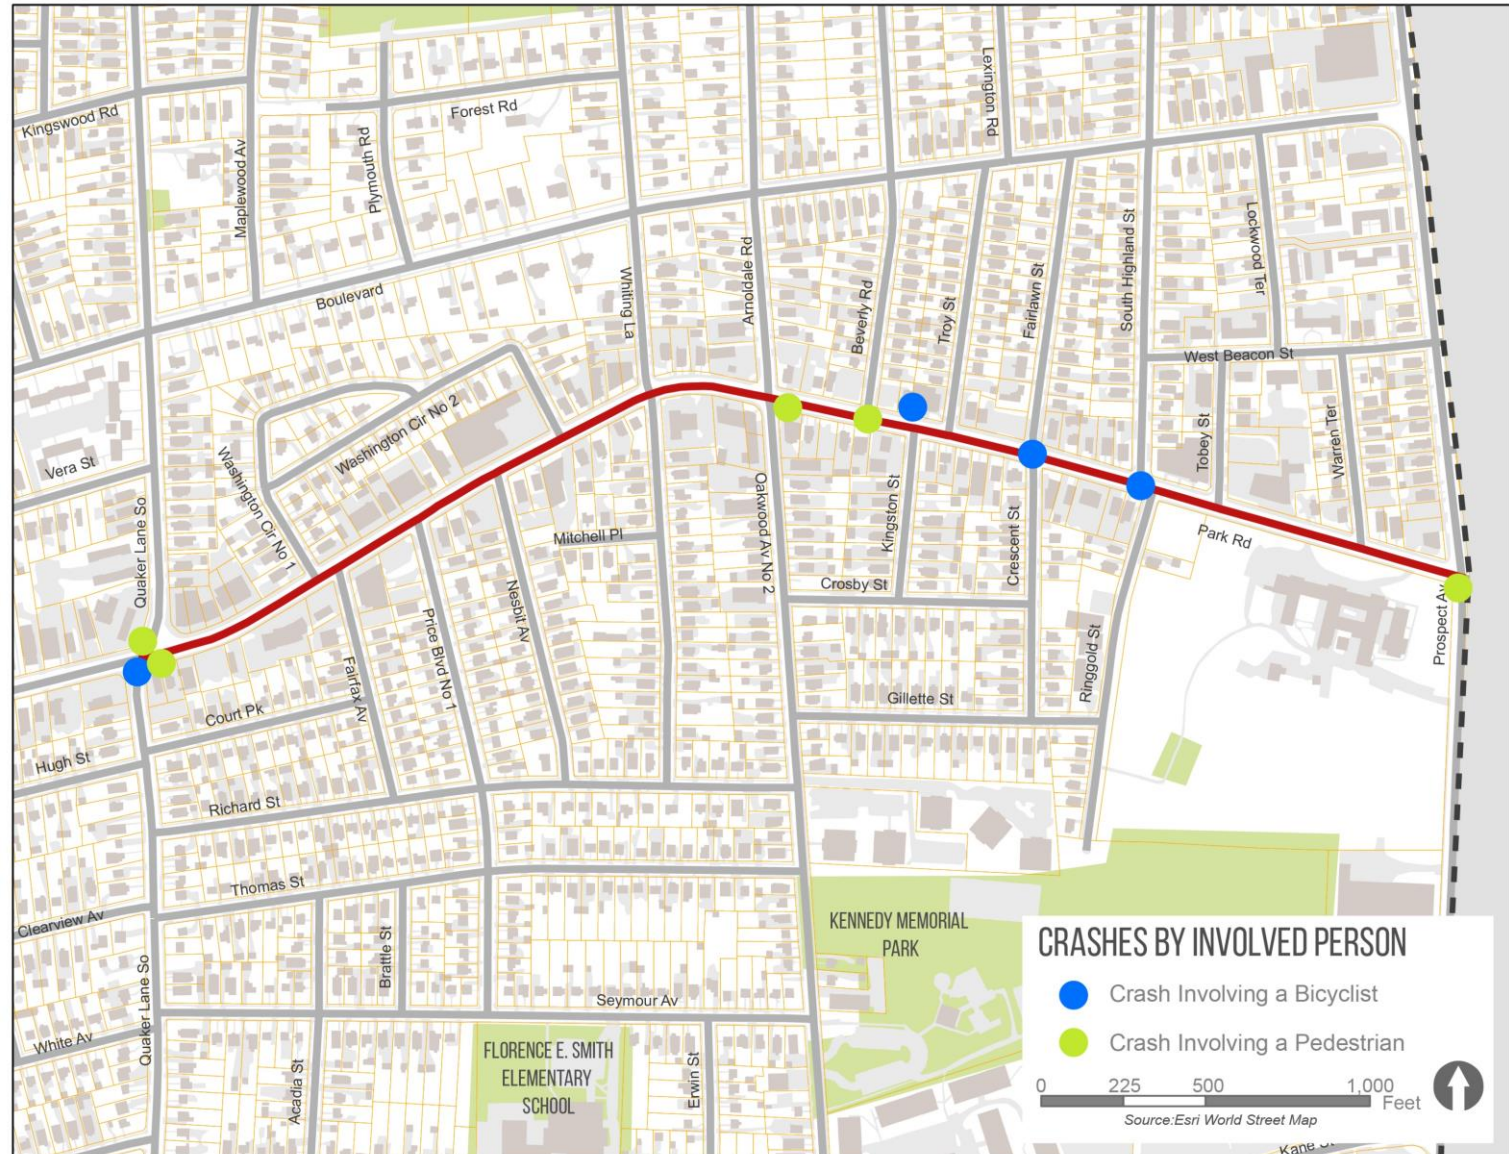 Kingswood Rd
Maplewood Av
Plymouth Rd
Forest Rd
Lexington Rd
Boulevard
Whiting La
Arnoldale Rd
Beverly Rd
Troy St
Fairlawn St
South Highland St
Lockwood Ter
West Beacon St
Vera St
Quaker Lane So
Washington Cir No 1
Washington Cir No 2
Mitchell Pl
Oakwood Av No 2
Kingston St
Crescent St
Tobey St
Warren Ter
Park Rd
Crosby St
Nesbit Av
Price Blvd No 1
Fairfax Av
Ringgold St
Prospect Av
Court Pk
Gillette St
Hugh St
Richard St
Thomas St
Clearview Av
Brattle St
Quaker Lane So
Seymour Av
White Av
Acadia St
Erwin St
KENNEDY MEMORIAL
PARK
FLORENCE E. SMITH
ELEMENTARY
SCHOOL
CRASHES BY INVOLVED PERSON
Crash Involving a Bicyclist
Crash Involving a Pedestrian
0 225 500 1,000
Feet
Source:Esri World Street Map
Kane